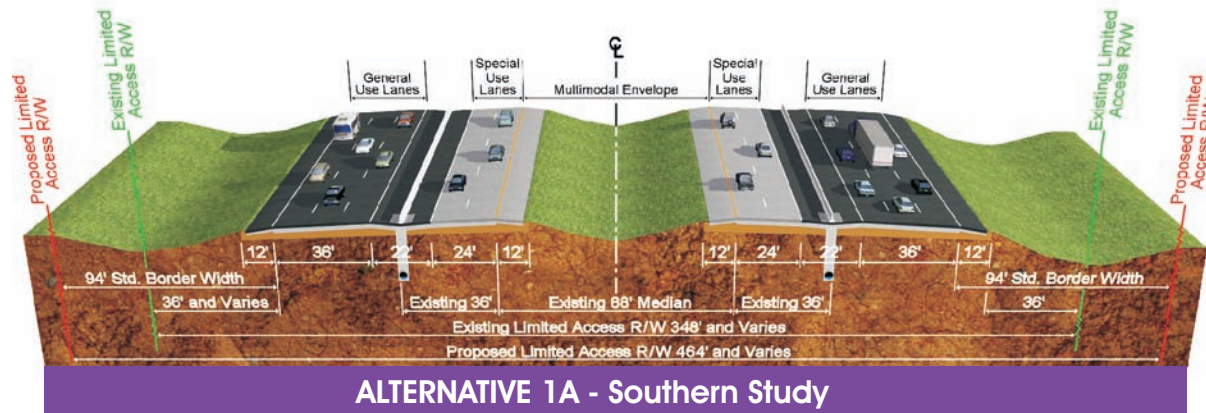 ℄
Special
Use
Lanes
Special
Use
Lanes
General
Use Lanes
General
Use Lanes
Multimodal Envelope
Existing Limited
Access R/W
Proposed Limited
Access R/W
Existing Limited
Access R/W
Proposed Limited
Access R/W
12' 36' 22' 24' 12' 12' 24' 22' 36' 12'
94' Std. Border Width 94' Std. Border Width
36' and Varies Existing 36' Existing 88' Median Existing 36' 36'
Existing Limited Access R/W 348' and Varies
Proposed Limited Access R/W 464' and Varies
ALTERNATIVE 1A - Southern Study